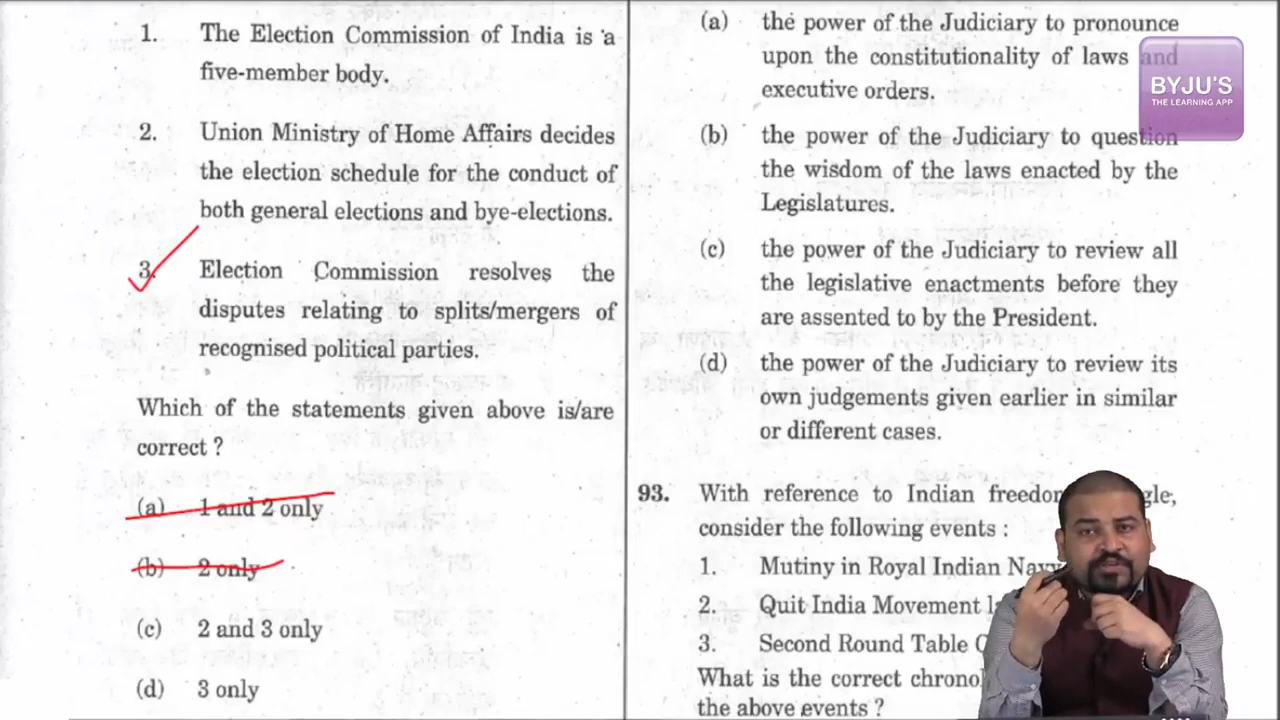 1. The Election Commission of India is a
five-member body.
2. Union Ministry of Home Affairs decides
the election schedule for the conduct of
both general elections and bye-elections.
3. Election Commission resolves the
disputes relating to splits/mergers of
recognised political parties.
Which of the statements given above is/are
correct ?
(a) 1 and 2 only
(b) 2 only
(c) 2 and 3 only
(d) 3 only
(a) the power of the Judiciary to pronounce
upon the constitutionality of laws and
executive orders.
(b) the power of the Judiciary to question
the wisdom of the laws enacted by the
Legislatures.
(c) the power of the Judiciary to review all
the legislative enactments before they
are assented to by the President.
(d) the power of the Judiciary to review its
own judgements given earlier in similar
or different cases.
93. With reference to Indian
consider the following events :
1. Mutiny in Royal Indian
2. Quit India Movement
3. Second Round Table
What is the correct
the above events ?
BYJU'S
THE LEARNING APP